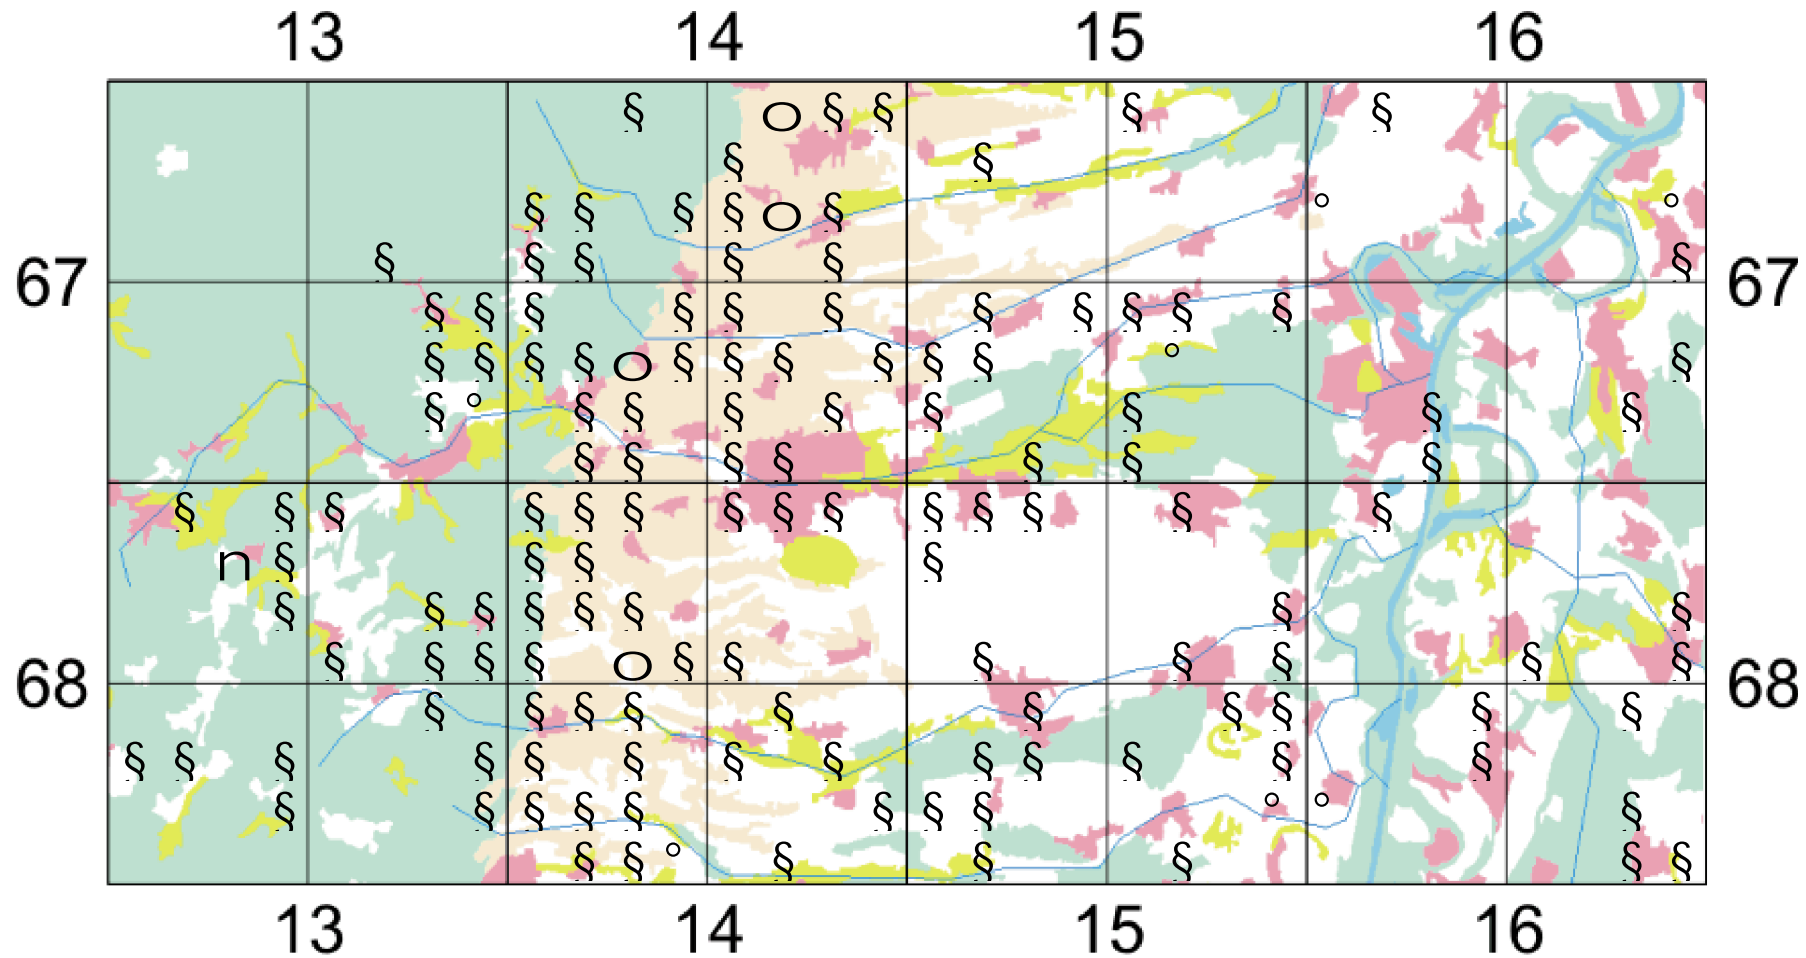 13 14 15 16
§ O § § § §
§ §
§ § § § O § o o
§ § § § § §
67 67
§ § § § § § § § § § §
§ § § § O § § § § § § o §
§ o § § § § § § § §
§ § § § § § §
§ § § § § § § § § § § § § §
n § § § §
§ § § § § § § §
§ § § § O § § § § § § §
68 68
§ § § § § § § § § §
§ § § § § § § § § § § § §
§ § § § § § § § o o §
§ § o § § § § §
13 14 15 16